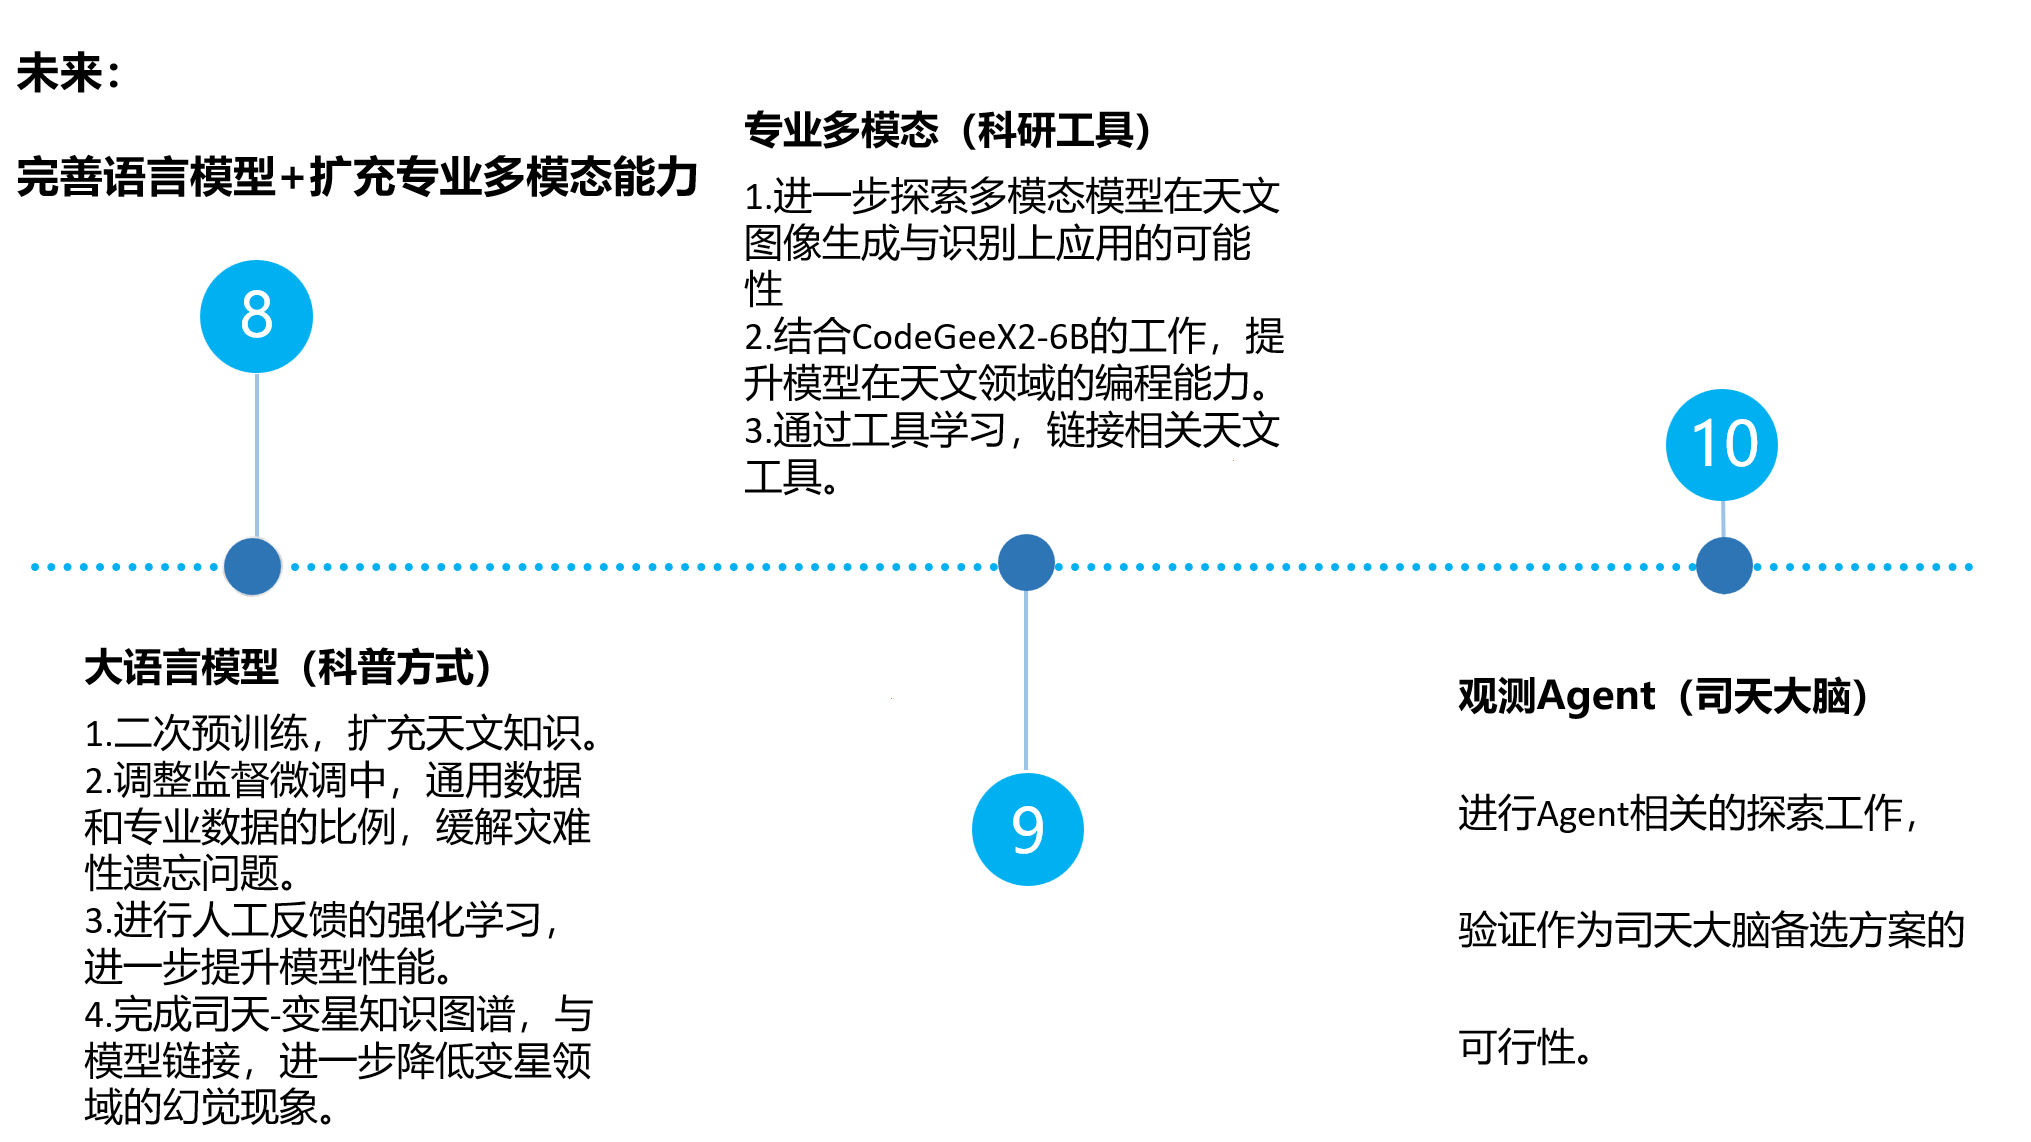 未来：
完善语言模型+扩充专业多模态能力
8
大语言模型（科普方式）
1.二次预训练，扩充天文知识。
2.调整监督微调中，通用数据
和专业数据的比例，缓解灾难
性遗忘问题。
3.进行人工反馈的强化学习，
进一步提升模型性能。
4.完成司天-变星知识图谱，与
模型链接，进一步降低变星领
域的幻觉现象。
专业多模态（科研工具）
1.进一步探索多模态模型在天文
图像生成与识别上应用的可能
性
2.结合CodeGeeX2-6B的工作，提
升模型在天文领域的编程能力。
3.通过工具学习，链接相关天文
工具。
9
10
观测Agent（司天大脑）
进行Agent相关的探索工作，
验证作为司天大脑备选方案的
可行性。